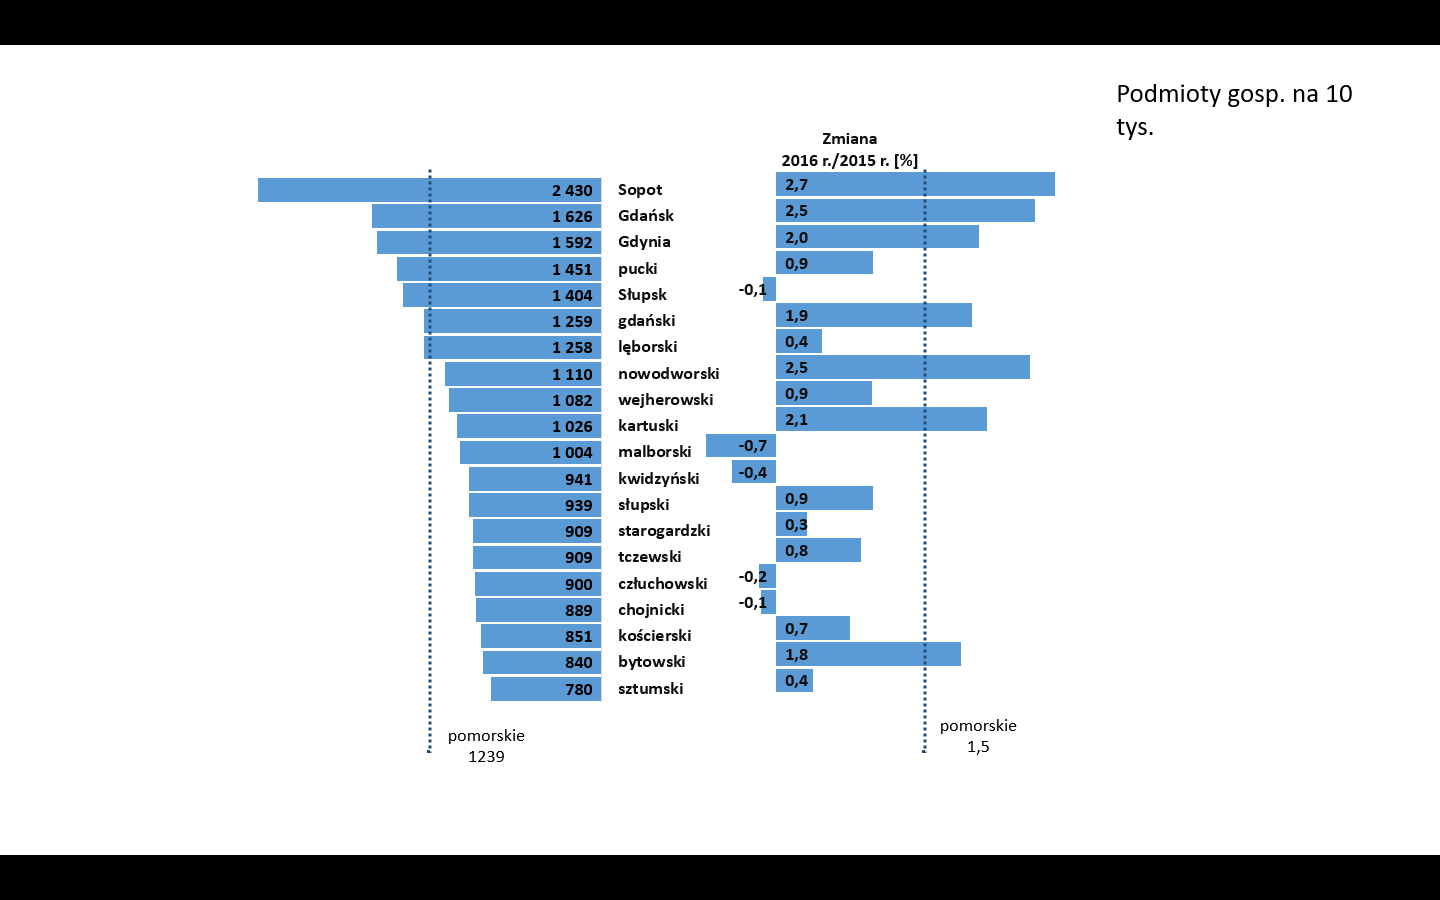 Podmioty gosp. na 10
tys.
Zmiana
2016 r./2015 r. [%]
2 430 Sopot 2,7
1 626 Gdańsk 2,5
1 592 Gdynia 2,0
1 451 pucki 0,9
1 404 Słupsk -0,1
1 259 gdański 1,9
1 258 lęborski 0,4
1 110 nowodworski 2,5
1 082 wejherowski 0,9
1 026 kartuski 2,1
1 004 malborski -0,7
941 kwidzyński -0,4
939 słupski 0,9
909 starogardzki 0,3
909 tczewski 0,8
900 człuchowski -0,2
889 chojnicki -0,1
851 kościerski 0,7
840 bytowski 1,8
780 sztumski 0,4
pomorskie
1239
pomorskie
1,5